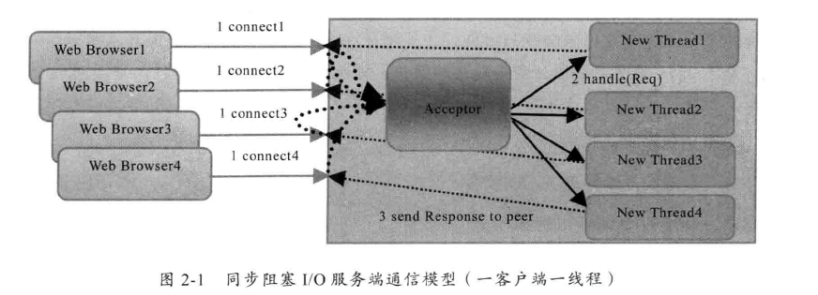 1 connect1
Web Browser1
1 connect2
Web Browser2
1 connect3
Web Browser3
1 connect4
Web Browser4
Acceptor
New Thread1
2 handle(Req)
New Thread2
New Thread3
New Thread4
3 send Response to peer
图 2-1 同步阻塞 I/O 服务端通信模型（一客户端一线程）